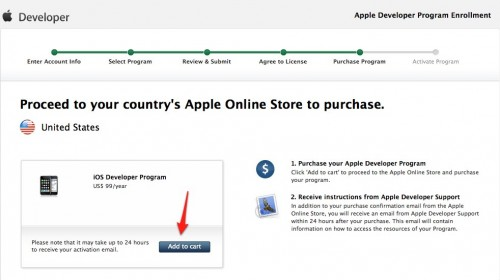 Developer
Apple Developer Program Enrollment
Enter Account Info
Select Program
Review & Submit
Agree to License
Purchase Program
Activate Program
Proceed to your country's Apple Online Store to purchase.
United States
iOS Developer Program
US$ 99/year
Please note that it may take up to 24 hours
to receive your activation email.
Add to cart
1. Purchase your Apple Developer Program
Click 'Add to cart' to proceed to the Apple Online Store and purchase
your program.
2. Receive instructions from Apple Developer Support
In addition to your purchase confirmation email from the Apple
Online Store, you will receive an email from Apple Developer Support
within 24 hours after your purchase. This email will contain
information on how to access the resources of your Program.